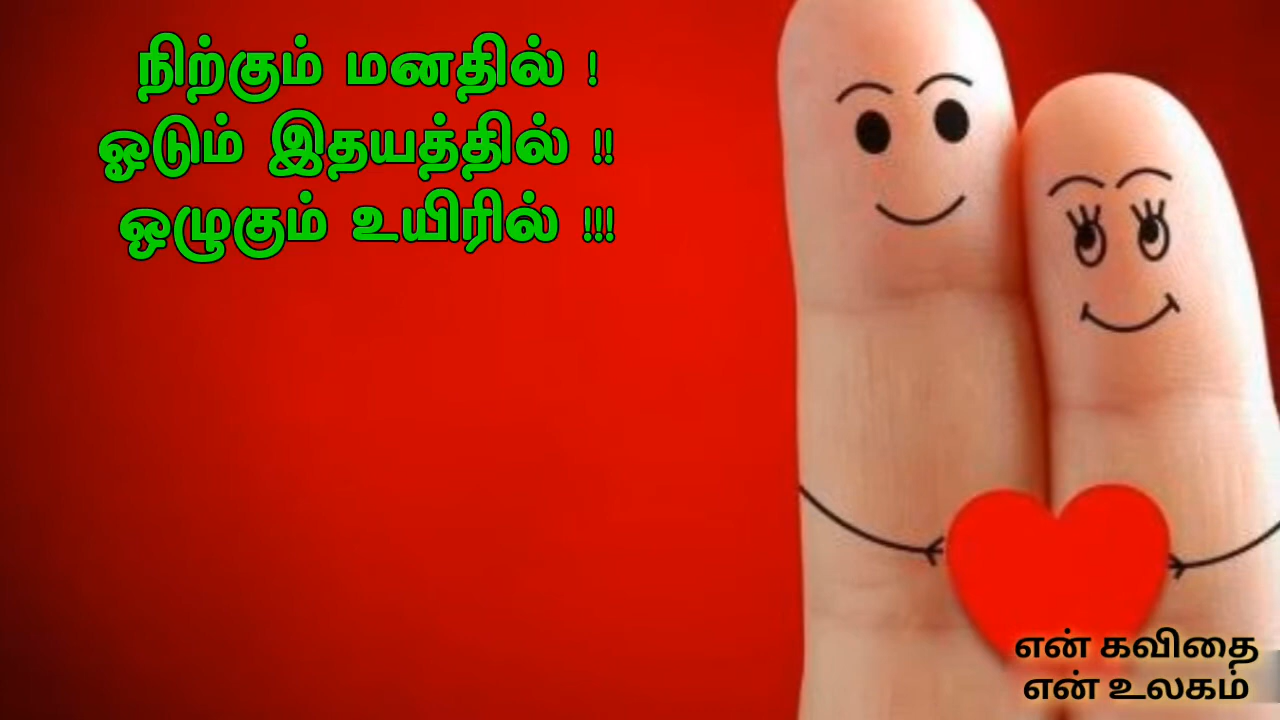 நிற்கும் மனதில் !
ஓடும் இதயத்தில் !!
ஒழுகும் உயிரில் !!!
என் கவிதை
என் உலகம்